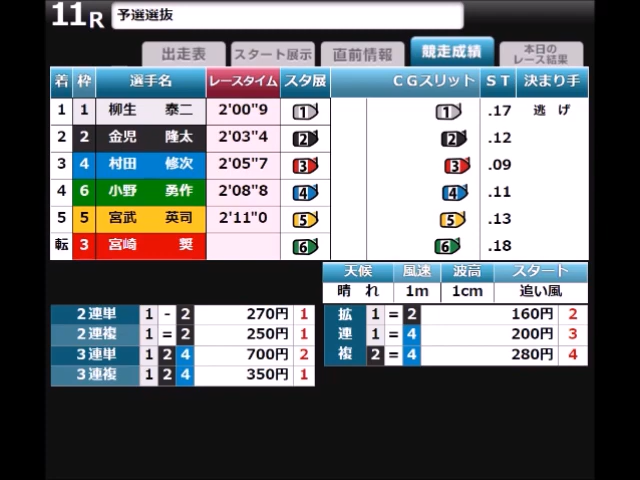 11R 予選選抜
出走表 スタート展示 直前情報 競走成績 本日のレース結果
着 枠 選手名 レースタイム スタ展 CGスリット ST 決まり手
1 1 柳生 泰二 2'00"9 1 1 .17 逃げ
2 2 金児 隆太 2'03"4 2 2 .12
3 4 村田 修次 2'05"7 3 3 .09
4 6 小野 勇作 2'08"8 4 4 .11
5 5 宮武 英司 2'11"0 5 5 .13
転 3 宮崎 奨 6 6 .18
天候 風速 波高 スタート
晴れ 1m 1cm 追い風
2連単 1 - 2 270円 1
2連複 1 = 2 250円 1
3連単 1 2 4 700円 2
3連複 1 2 4 350円 1
拡 1 = 2 160円 2
連 1 = 4 200円 3
複 2 = 4 280円 4